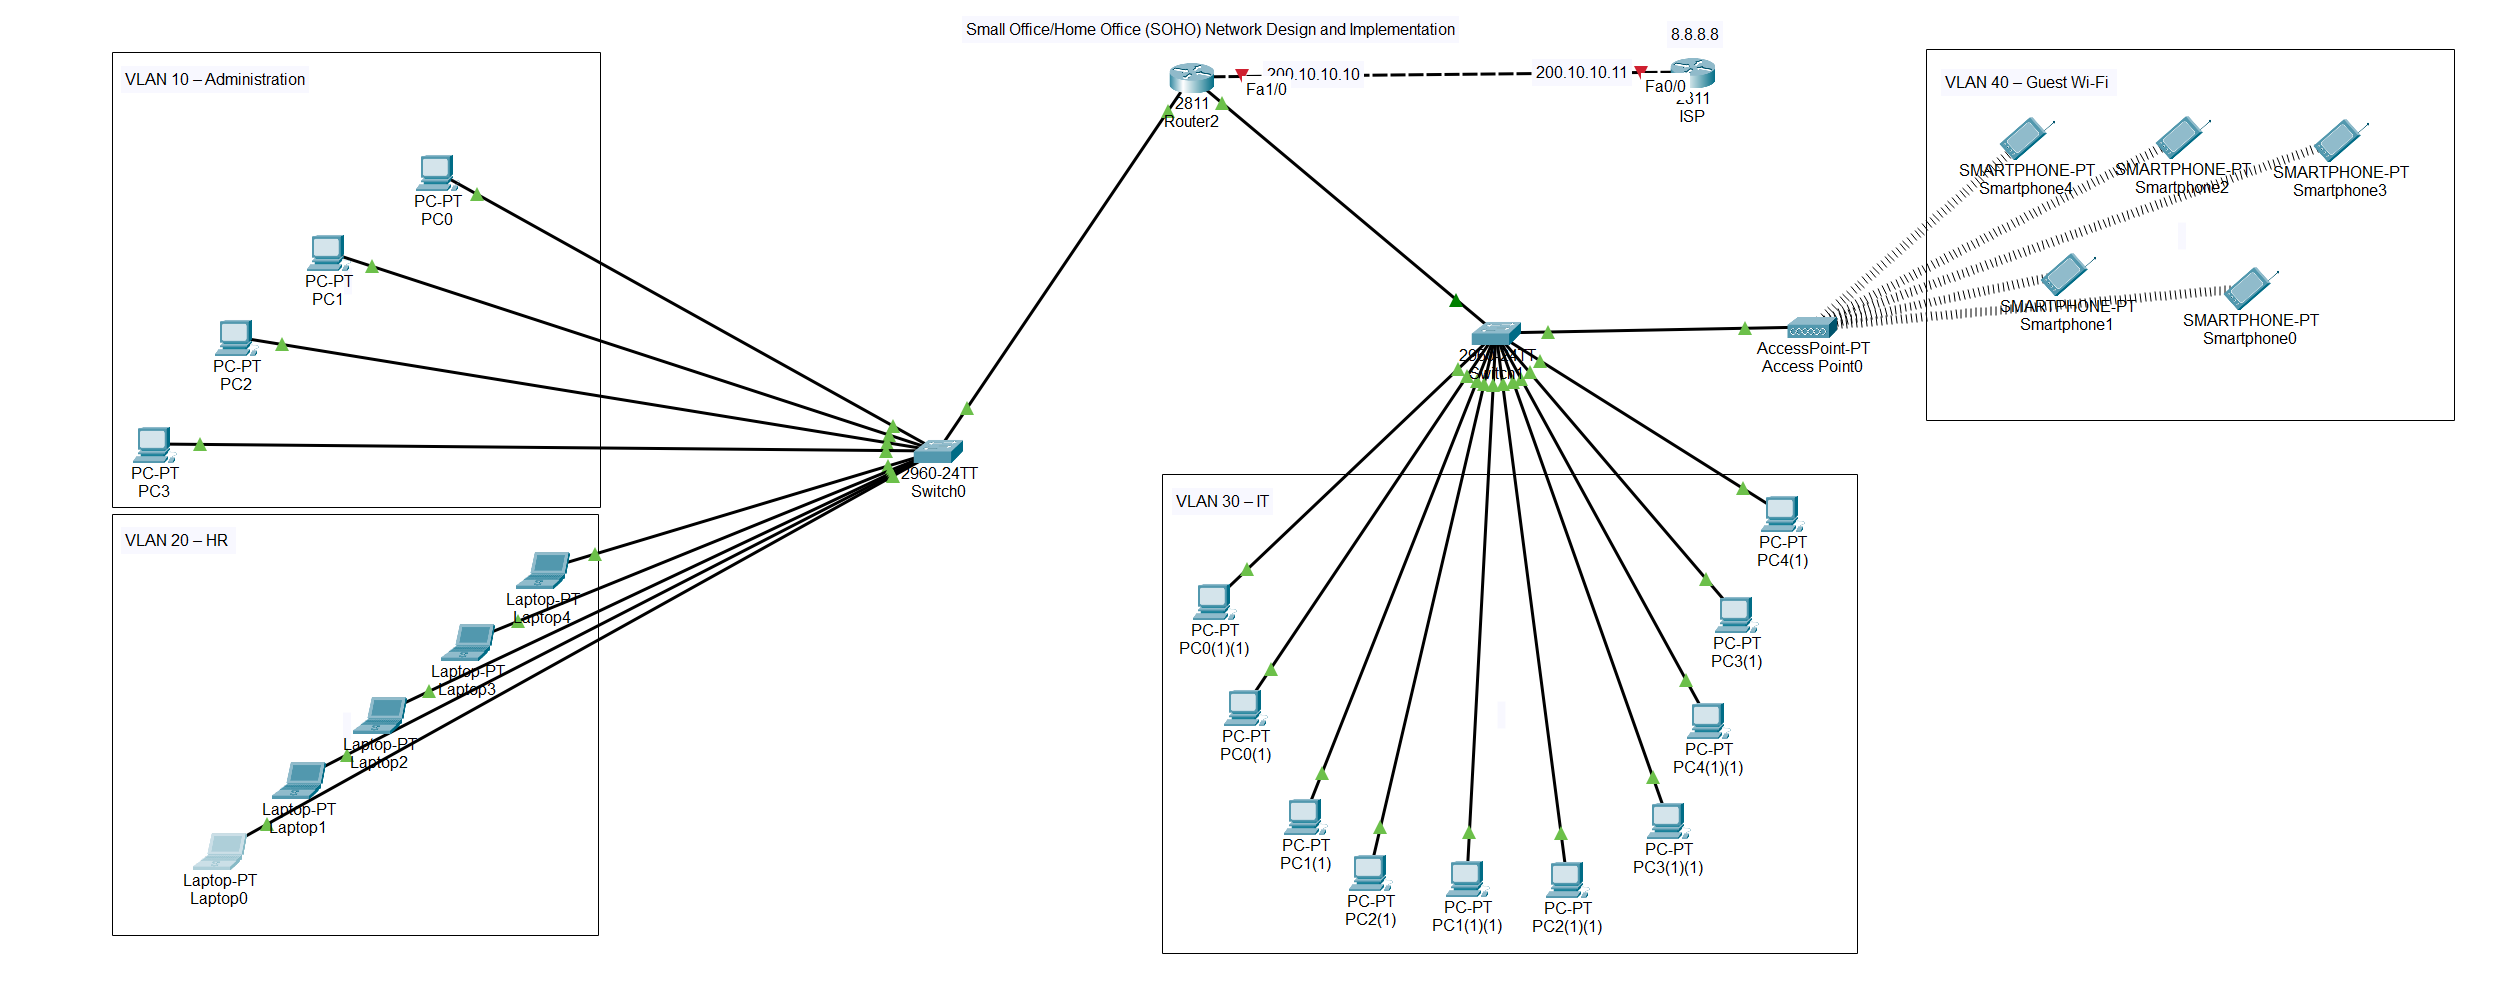 Small Office/Home Office (SOHO) Network Design and Implementation
8.8.8.8
200.10.10.10
200.10.10.11
Fa1/0
Fa0/0
2811
Router2
2811
ISP
VLAN 10 – Administration
PC-PT
PC0
PC-PT
PC1
PC-PT
PC2
PC-PT
PC3
2960-24TT
Switch0
VLAN 20 – HR
Laptop-PT
Laptop4
Laptop-PT
Laptop3
Laptop-PT
Laptop2
Laptop-PT
Laptop1
Laptop-PT
Laptop0
VLAN 40 – Guest Wi-Fi
SMARTPHONE-PT
Smartphone4
SMARTPHONE-PT
Smartphone2
SMARTPHONE-PT
Smartphone3
SMARTPHONE-PT
Smartphone1
SMARTPHONE-PT
Smartphone0
AccessPoint-PT
Access Point0
2960-24TT
Switch1
VLAN 30 – IT
PC-PT
PC4(1)
PC-PT
PC0(1)(1)
PC-PT
PC3(1)
PC-PT
PC0(1)
PC-PT
PC4(1)(1)
PC-PT
PC1(1)
PC-PT
PC3(1)(1)
PC-PT
PC2(1)
PC-PT
PC1(1)(1)
PC-PT
PC2(1)(1)